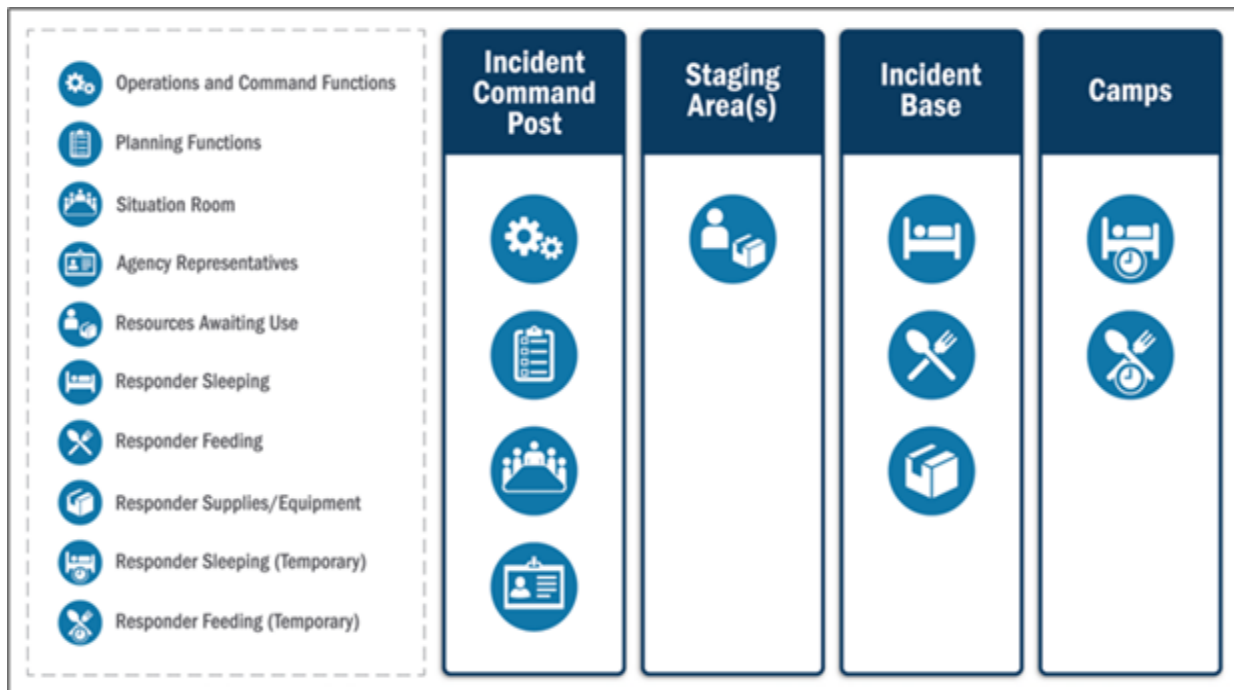 Operations and Command Functions
Planning Functions
Situation Room
Agency Representatives
Resources Awaiting Use
Responder Sleeping
Responder Feeding
Responder Supplies/Equipment
Responder Sleeping (Temporary)
Responder Feeding (Temporary)
Incident
Command
Post
Staging
Area(s)
Incident
Base
Camps